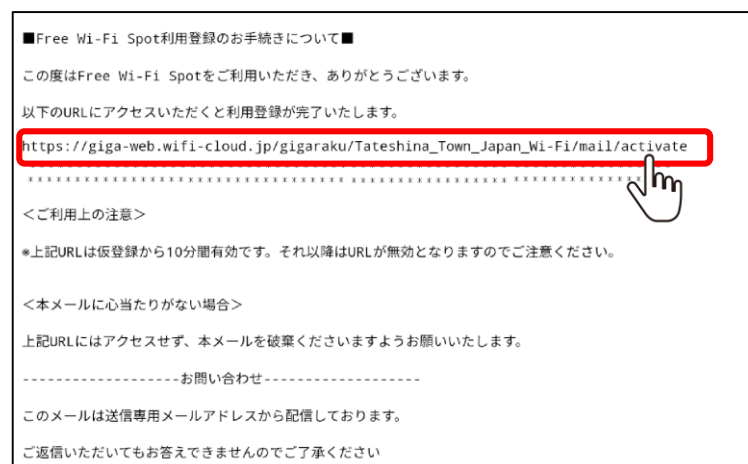 ■Free Wi-Fi Spot利用登録のお手続きについて■
この度はFree Wi-Fi Spotをご利用いただき、ありがとうございます。
以下のURLにアクセスいただくと利用登録が完了いたします。
https://giga-web.wifi-cloud.jp/gigaraku/Tateshina_Town_Japan_Wi-Fi/mail/activate
＜ご利用上の注意＞
※上記URLは仮登録から10分間有効です。それ以降はURLが無効となりますのでご注意ください。
＜本メールに心当たりがない場合＞
上記URLにはアクセスせず、本メールを破棄くださいますようお願いいたします。
------------------お問い合わせ------------------
このメールは送信専用メールアドレスから配信しております。
ご返信いただいてもお答えできませんのでご了承ください